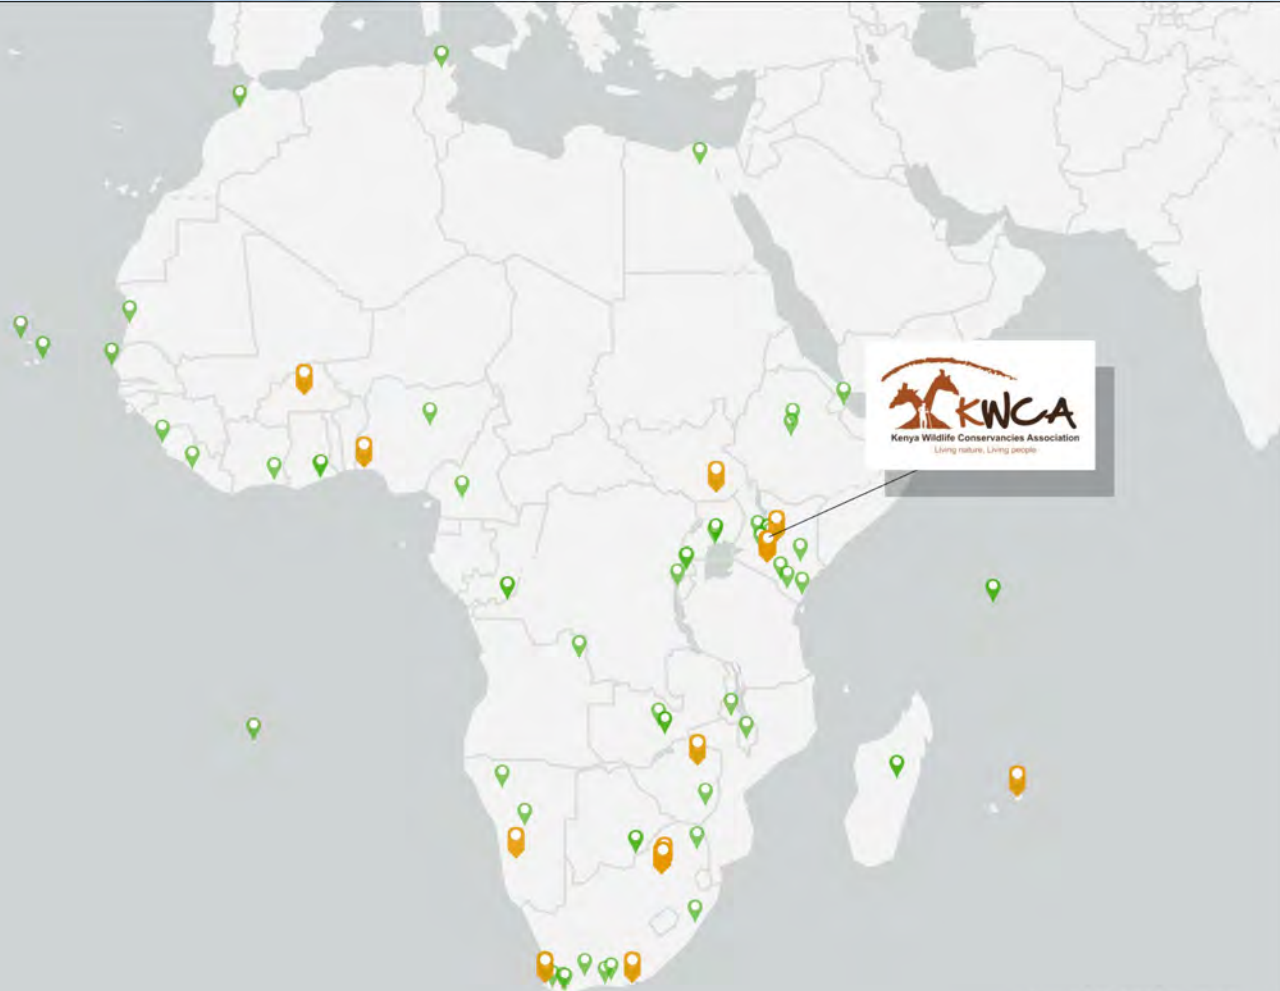 KWCA
Kenya Wildlife Conservancies Association
Living nature, Living people